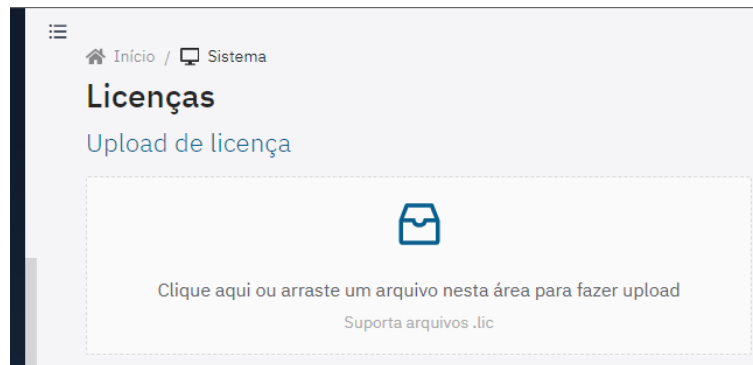 Início / Sistema
Licenças
Upload de licença
Clique aqui ou arraste um arquivo nesta área para fazer upload
Suporta arquivos .lic